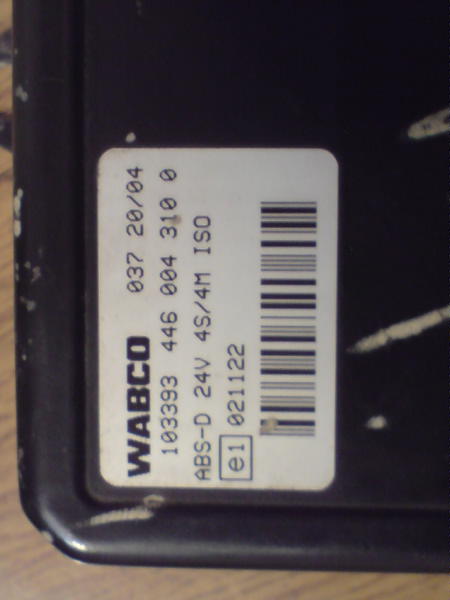 WABCO 037 20/04
103393 446 004 310 0
ABS-D 24V 4S/4M ISO
e1 021122